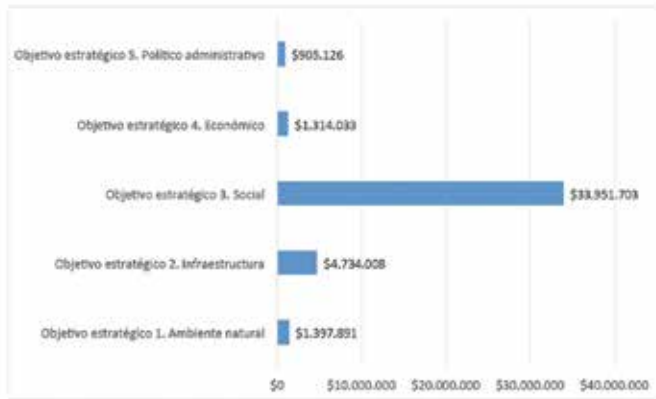 Objetivo estratégico 5. Político administrativo $905.126
Objetivo estratégico 4. Económico $1.314.033
Objetivo estratégico 3. Social $33.951.703
Objetivo estratégico 2. Infraestructura $4.734.008
Objetivo estratégico 1. Ambiente natural $1.397.891
$0 $10.000.000 $20.000.000 $30.000.000 $40.000.000